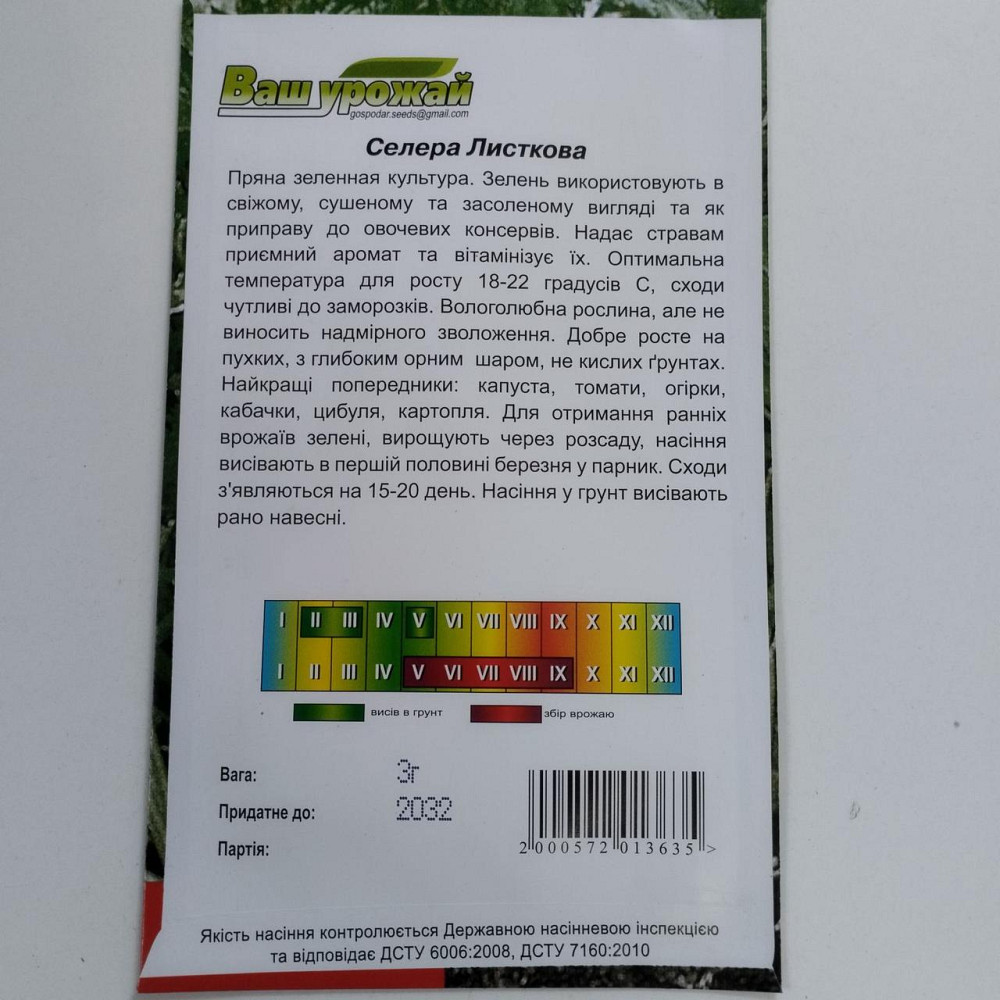 Ваш урожай
gospodar.seeds@gmail.com
Селера Листкова
Пряна зеленна культура. Зелень використовують в
свіжому, сушеному та засоленому вигляді та як
приправу до овочевих консервів. Надає стравам
приємний аромат та вітамінізує їх. Оптимальна
температура для росту 18-22 градусів С, сходи
чутливі до заморозків. Вологолюбна рослина, але не
виносить надмірного зволоження. Добре росте на
пухких, з глибоким орним шаром, не кислих ґрунтах.
Найкращі попередники: капуста, томати, огірки,
кабачки, цибуля, картопля. Для отримання ранніх
врожаїв зелені, вирощують через розсаду, насіння
висівають в першій половині березня у парник. Сходи
з'являються на 15-20 день. Насіння у грунт висівають
рано навесні.
I II III IV V VI VII VIII IX X XI XII
I II III IV V VI VII VIII IX X XI XII
висів в грунт збір врожаю
Вага: 3г
Придатне до: 2032
Партія:
2 000572 013635 >
Якість насіння контролюється Державною насінневою інспекцією
та відповідає ДСТУ 6006:2008, ДСТУ 7160:2010